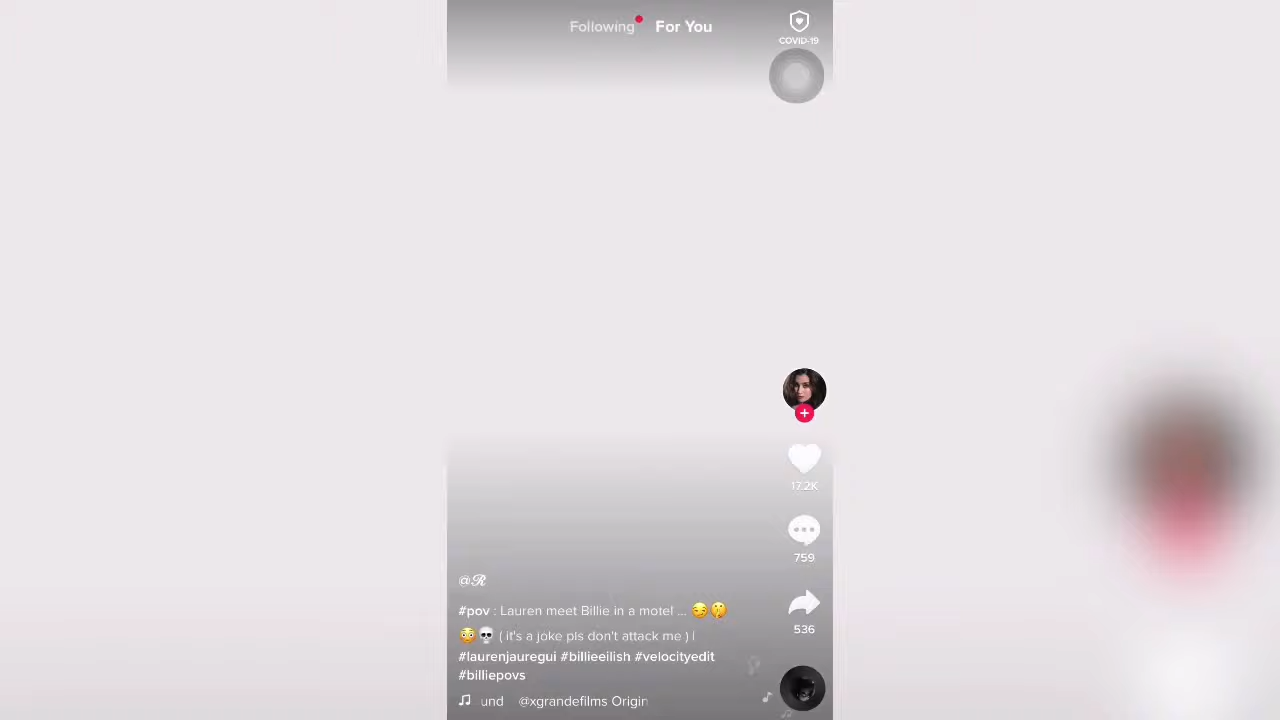 Following For You
COVID-19
17.2K
759
536
@ℛ
#pov : Lauren meet Billie in a motel ... 😏🤫
😳💀 ( it's a joke pls don't attack me ) |
#laurenjauregui #billieeilish #velocityedit
#billiepovs
und @xgrandefilms Origin